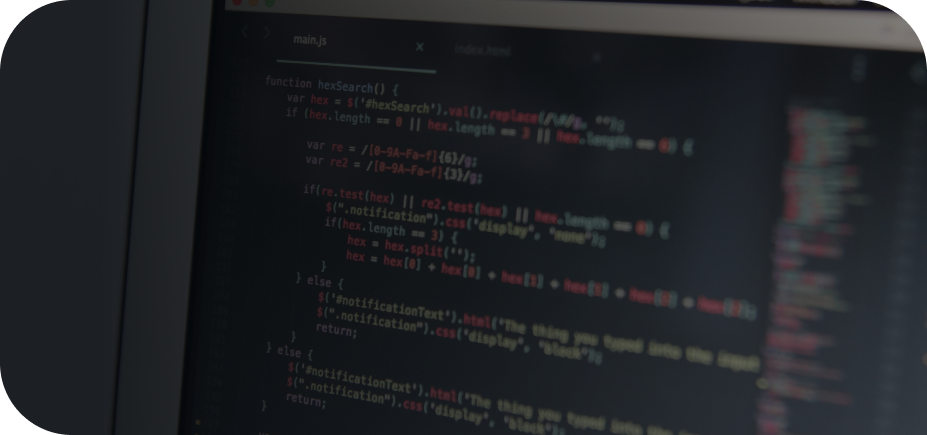 main.js × index.html
function hexSearch() {
var hex = $('#hexSearch').val().replace(/\#/g, "");
if (hex.length == 0 || hex.length == 3 || hex.length == 6) {
var re = /[0-9A-Fa-f]{6}/g;
var re2 = /[0-9A-Fa-f]{3}/g;
if(re.test(hex) || re2.test(hex) || hex.length == 0) {
$(".notification").css("display", "none");
if(hex.length == 3) {
hex = hex.split("");
hex = hex[0] + hex[0] + hex[1] + hex[1] + hex[2] + hex[2];
}
} else {
$('#notificationText').html("The thing you typed into the input
$(".notification").css("display", "block");
return;
}
} else {
$('#notificationText').html("The thing you typed into the
$(".notification").css("display", "block");
return;
}